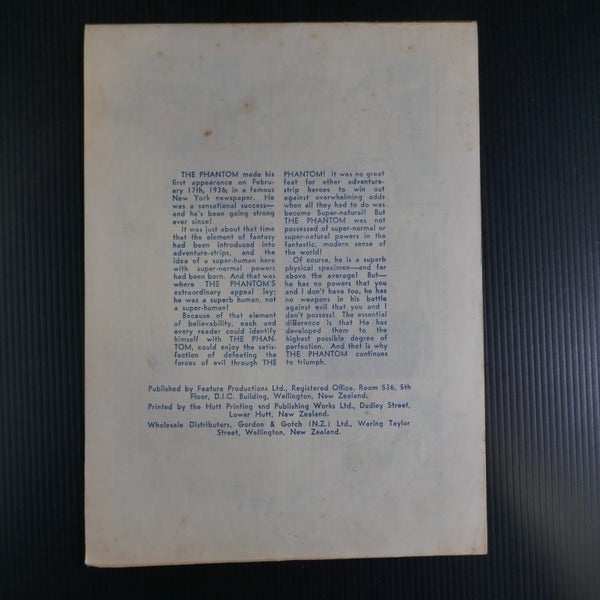 THE PHANTOM made his
first appearance on Febru-
ary 17th, 1936, in a famous
New York newspaper. He
was a sensational success—
and he's been going strong
ever since!
It was just about that time
that the element of fantasy
had been introduced into
adventure-strips, and the
idea of a super-human hero
with super-normal powers
had been born. And that was
where THE PHANTOM'S
extraordinary appeal lay;
he was a superb human, not
a super-human!
Because of that element
of believability, each and
every reader could identify
himself with THE PHAN-
TOM, could enjoy the satis-
fection of defeating the
forces of evil through THE
PHANTOM! It was no great
feat for other adventure-
strip heroes to win out
against overwhelming odds
when all they had to do was
become Super-natural! But
THE PHANTOM was not
possessed of super-normal or
super-natural powers in the
fantastic, modern sense of
the world!
Of course, he is a superb
physical specimen—and far
above the average! But—
he has no powers that you
and I don't have too, he has
no weapons in his battle
against evil that you and I
don't possess! The essential
difference is that He has
developed them to the
highest possible degree of
perfection. And that is why
THE PHANTOM continues
to triumph.
Published by Feature Productions Ltd., Registered Office, Room 536, 5th
Floor, D.I.C. Building, Wellington, New Zealand.
Printed by the Hutt Printing and Publishing Works Ltd., Dudley Street,
Lower Hutt, New Zealand.
Wholesale Distributors, Gordon & Gotch (N.Z.) Ltd., Waring Taylor
Street, Wellington, New Zealand.